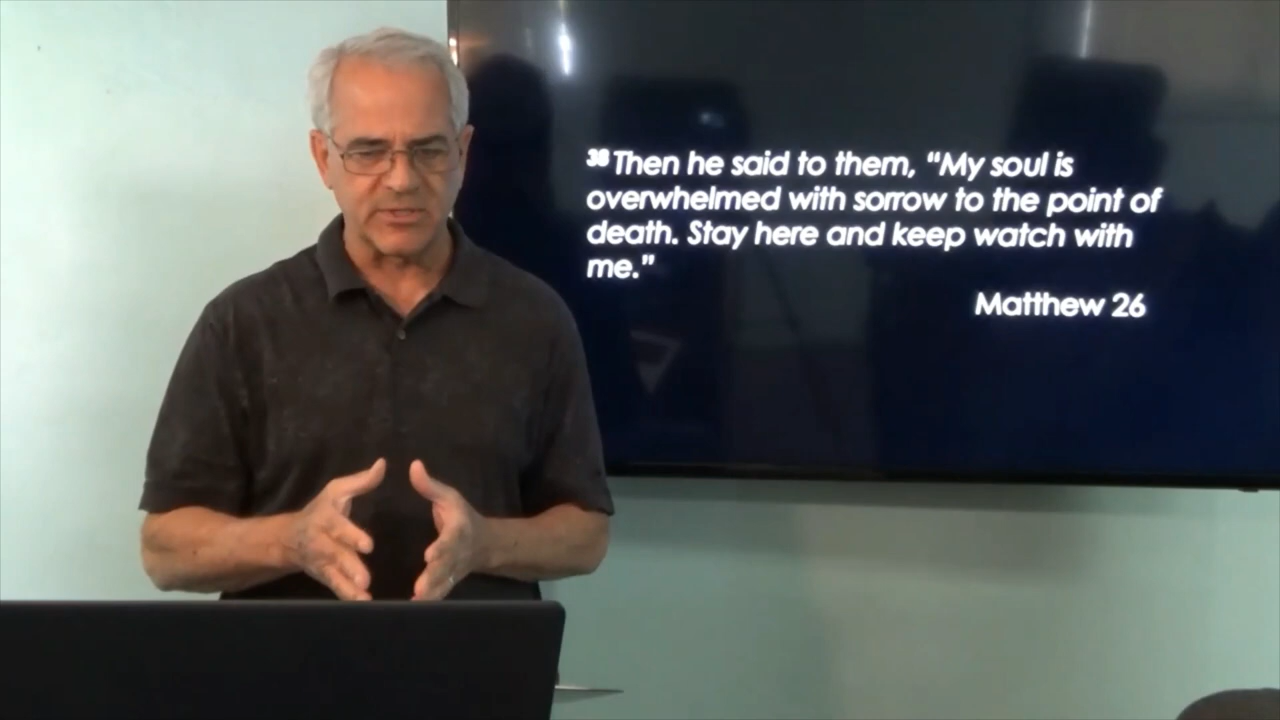 38 Then he said to them, “My soul is
overwhelmed with sorrow to the point of
death. Stay here and keep watch with
me.”
Matthew 26